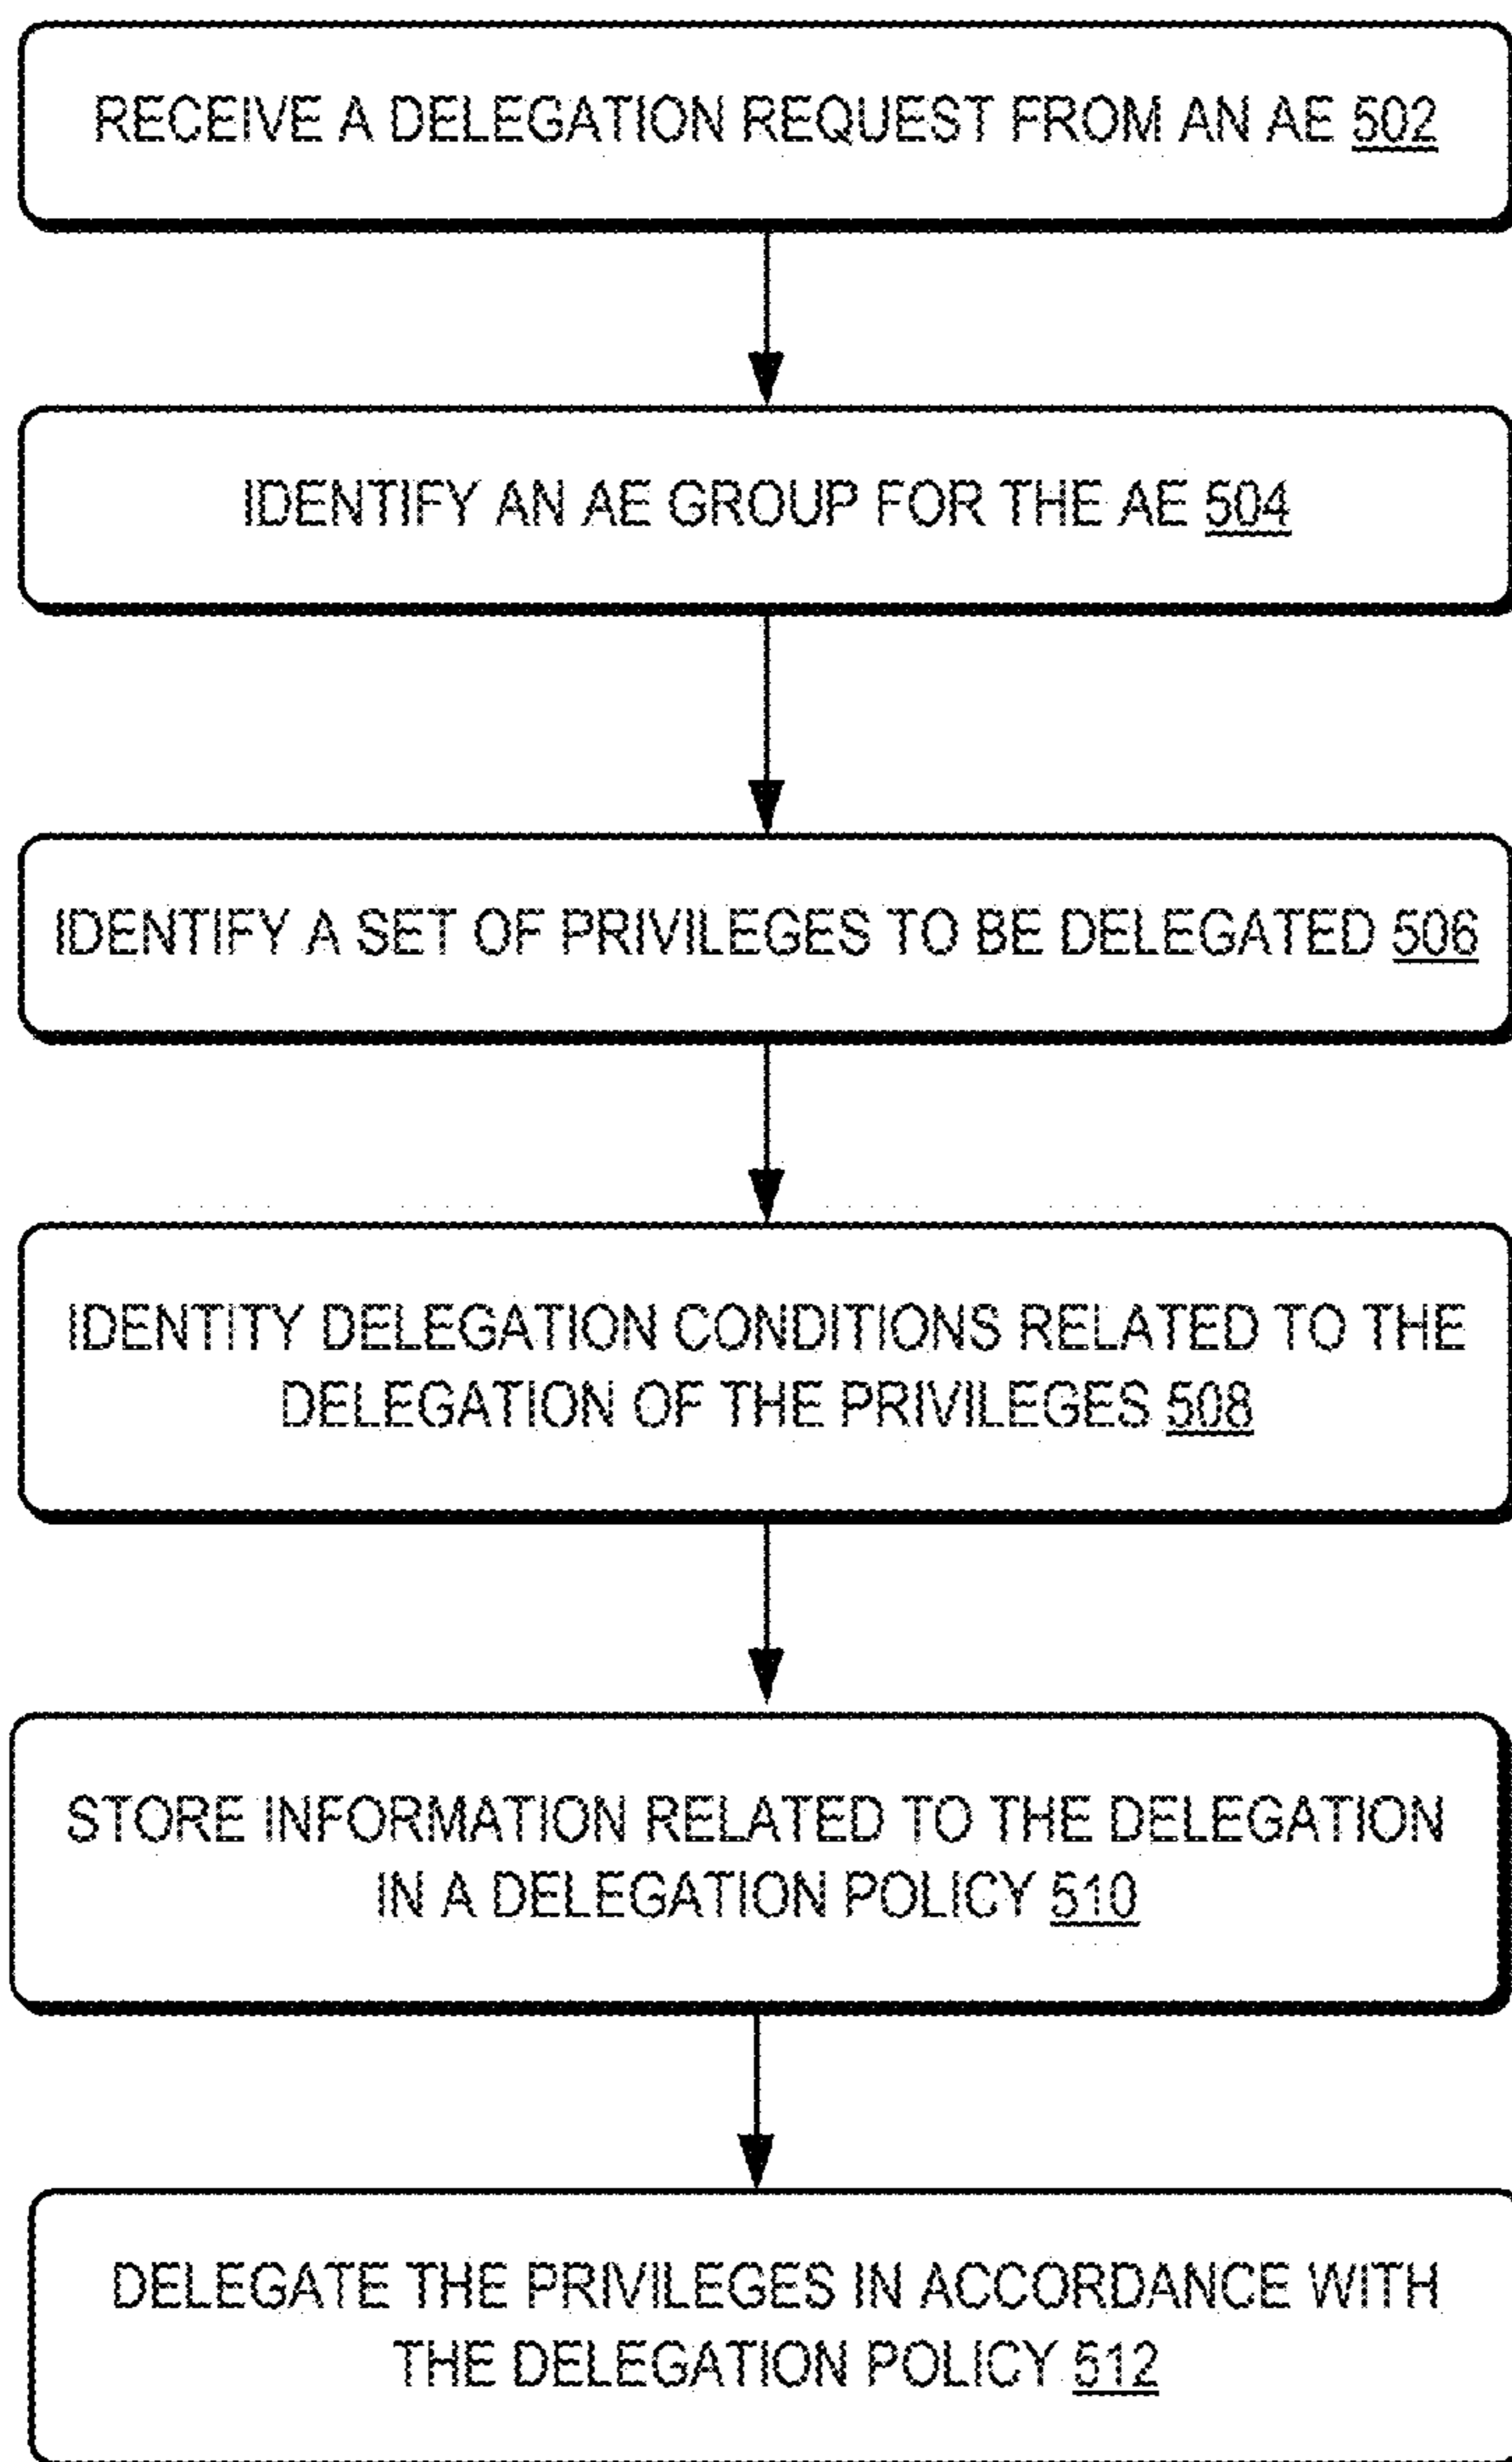 RECEIVE A DELEGATION REQUEST FROM AN AE 502
IDENTIFY AN AE GROUP FOR THE AE 504
IDENTIFY A SET OF PRIVILEGES TO BE DELEGATED 506
IDENTITY DELEGATION CONDITIONS RELATED TO THE
DELEGATION OF THE PRIVILEGES 508
STORE INFORMATION RELATED TO THE DELEGATION
IN A DELEGATION POLICY 510
DELEGATE THE PRIVILEGES IN ACCORDANCE WITH
THE DELEGATION POLICY 512